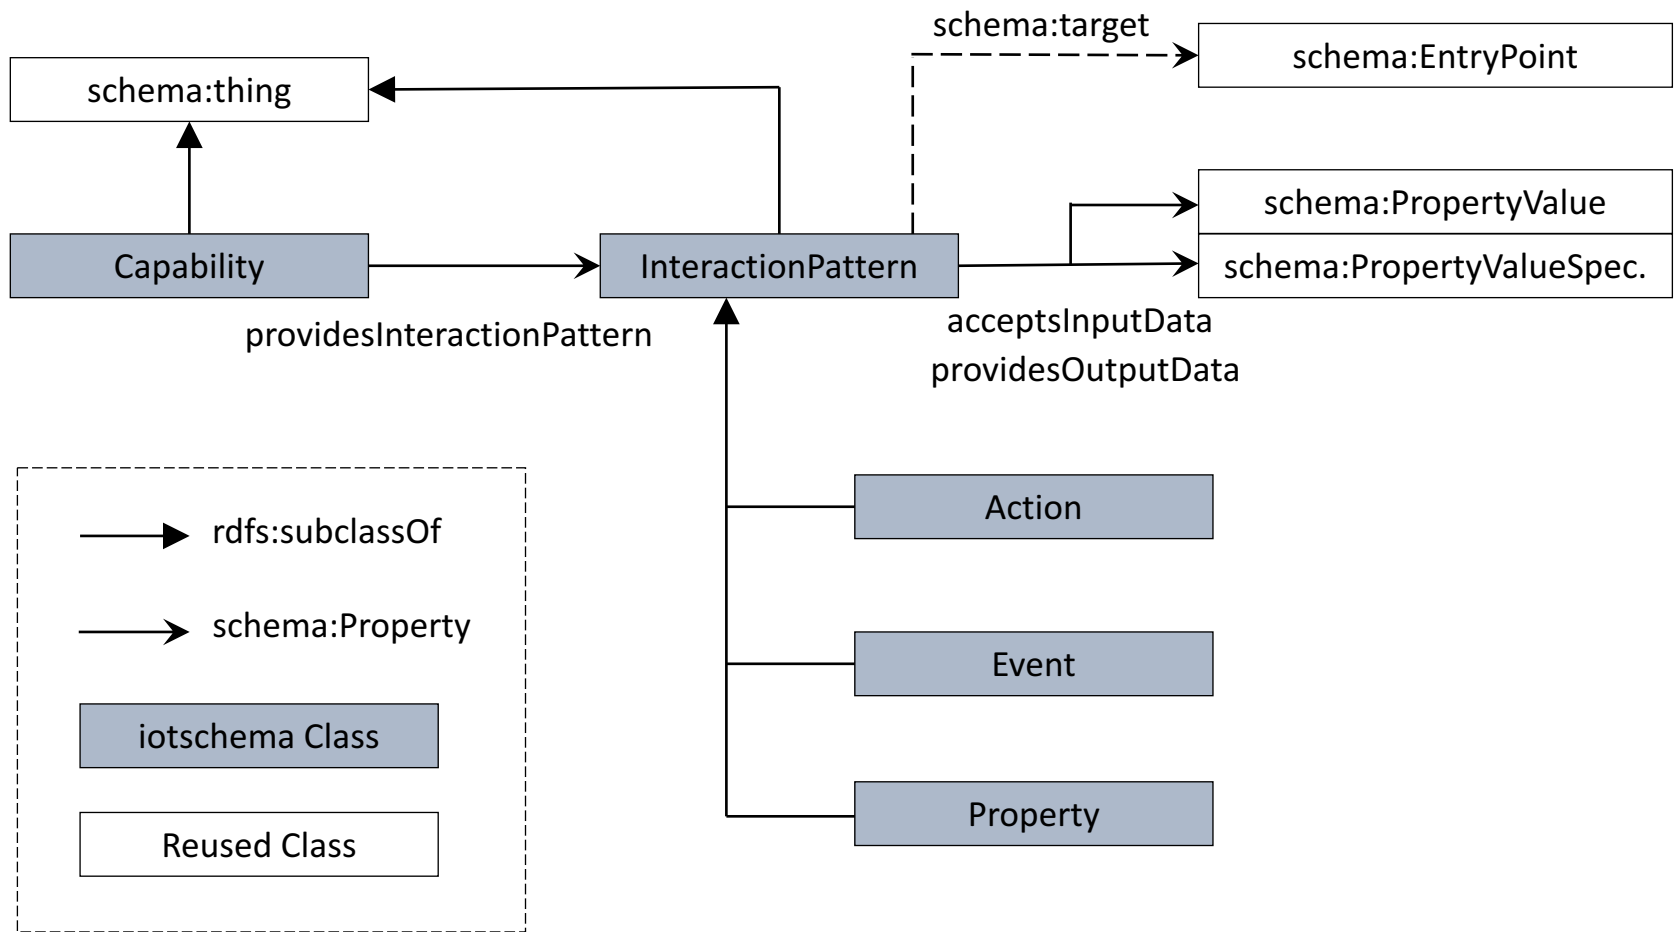 schema:target
schema:EntryPoint
schema:thing
schema:PropertyValue
Capability
InteractionPattern
schema:PropertyValueSpec.
providesInteractionPattern
acceptsInputData
providesOutputData
rdfs:subclassOf
schema:Property
iotschema Class
Reused Class
Action
Event
Property